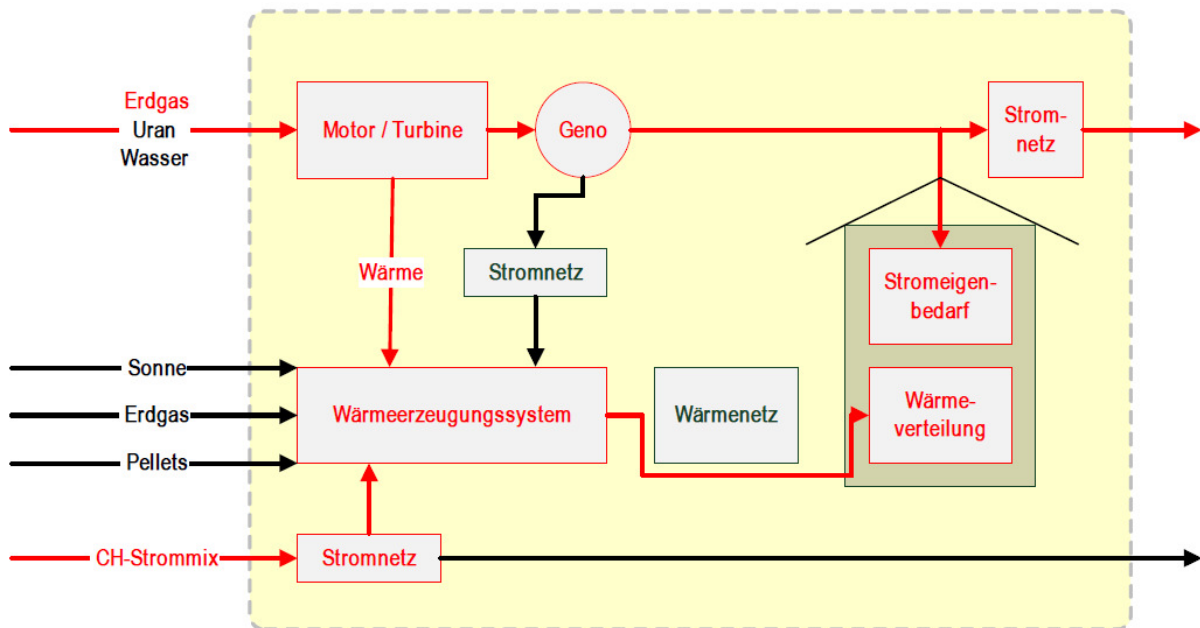 Erdgas
Uran
Wasser
Motor / Turbine
Geno
Strom-
netz
Wärme
Stromnetz
Stromeigen-
bedarf
Sonne
Erdgas
Pellets
Wärmeerzeugungssystem
Wärmenetz
Wärme-
verteilung
CH-Strommix
Stromnetz